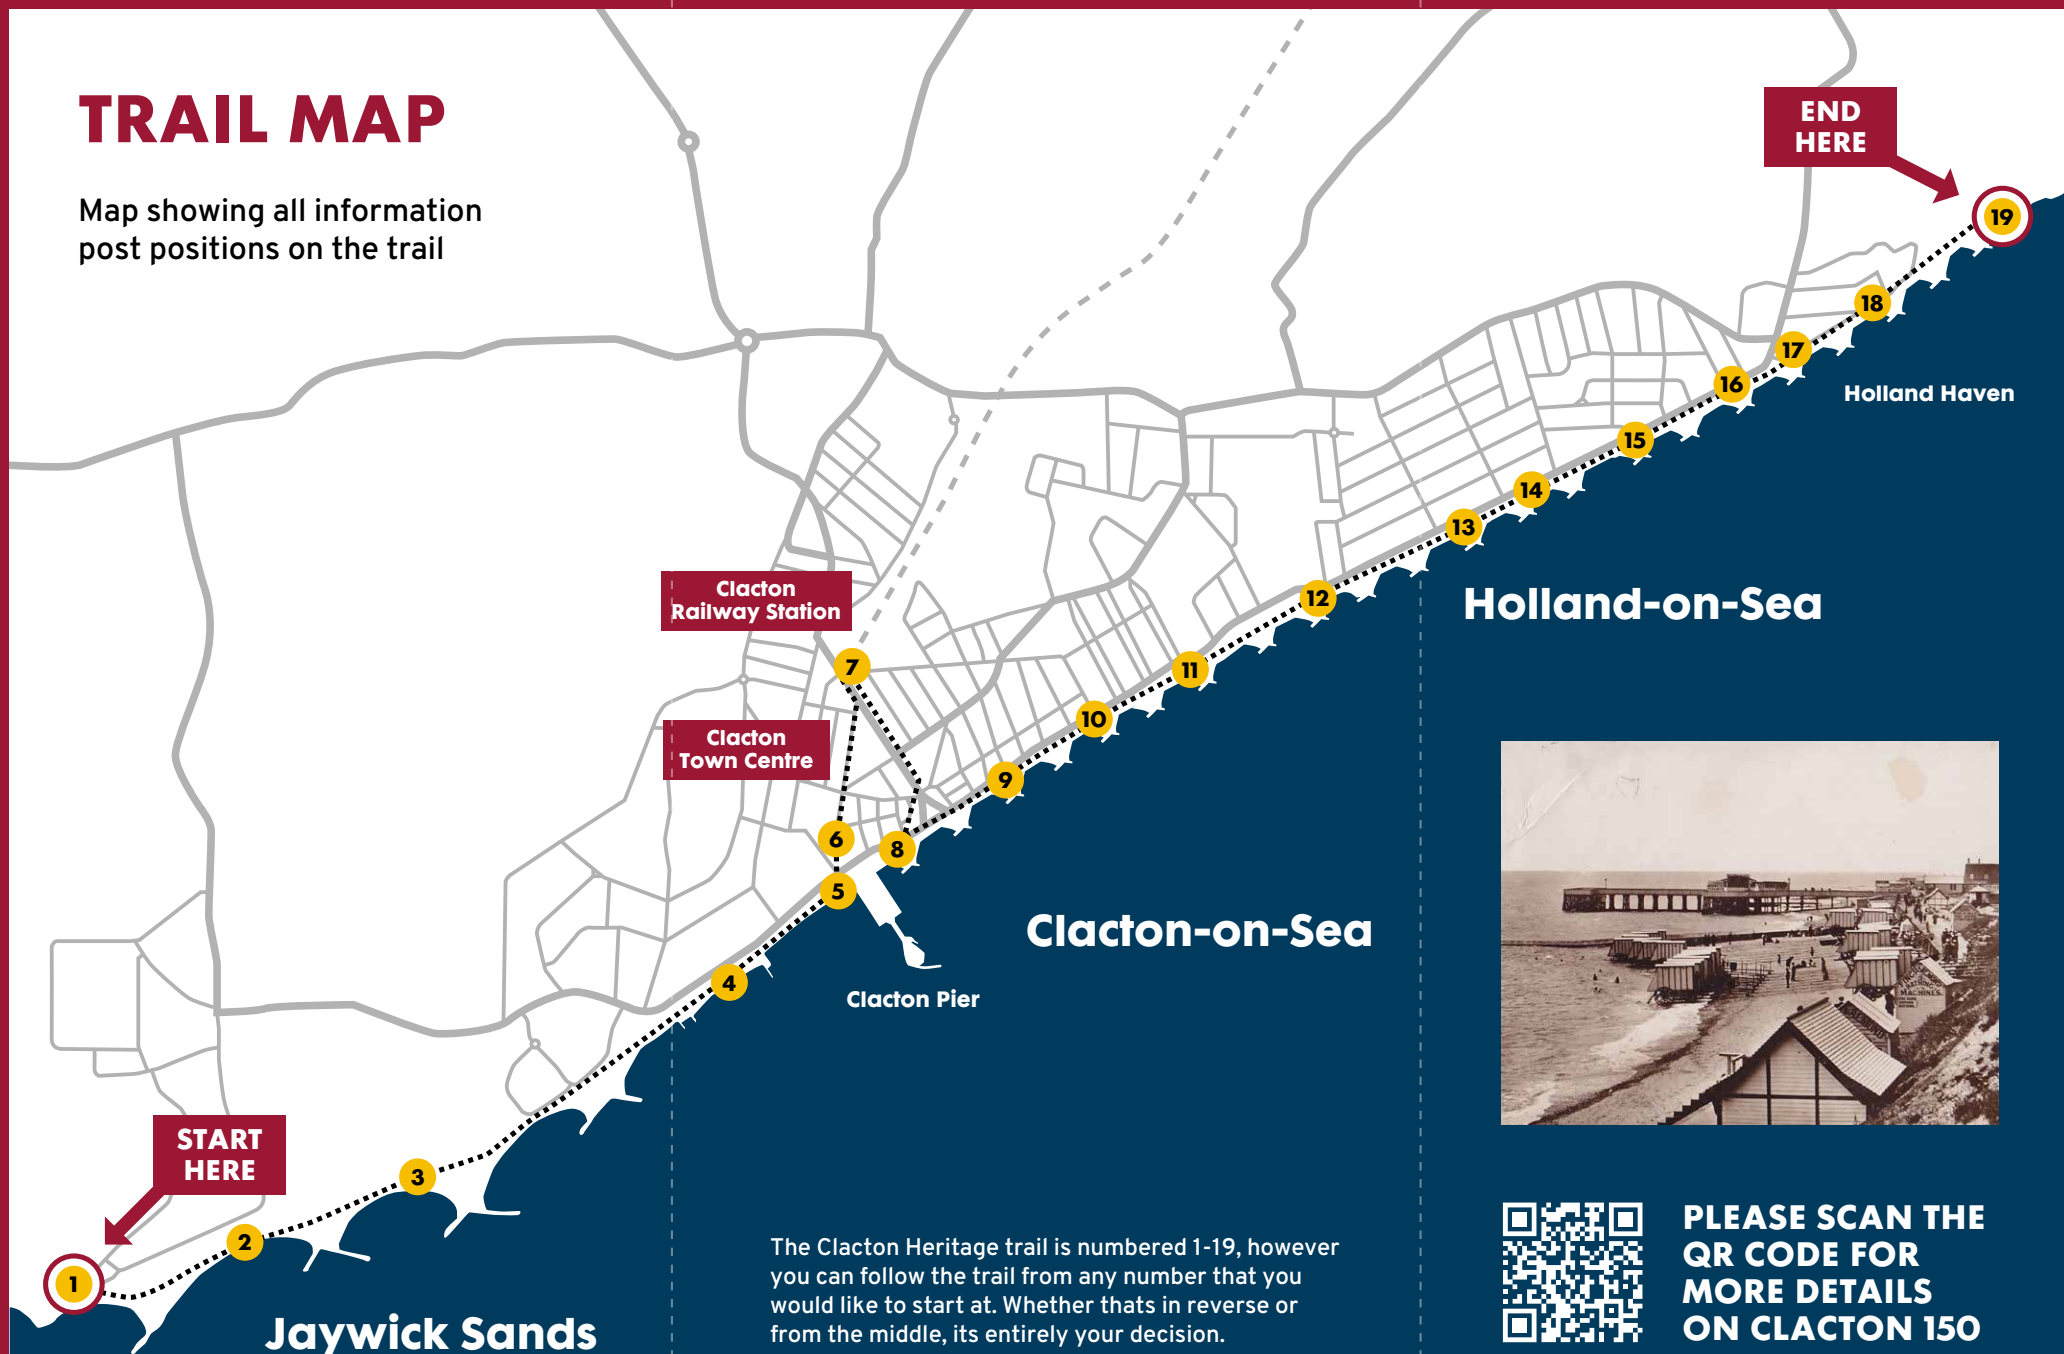 TRAIL MAP
Map showing all information
post positions on the trail
END
HERE
19
18
17
Holland Haven
16
15
14
13
Holland-on-Sea
12
11
10
9
Clacton
Railway Station
7
Clacton
Town Centre
6
8
5
Clacton-on-Sea
4
Clacton Pier
START
HERE
3
2
1
Jaywick Sands
The Clacton Heritage trail is numbered 1-19, however
you can follow the trail from any number that you
would like to start at. Whether thats in reverse or
from the middle, its entirely your decision.
MACHINES.
PLEASE SCAN THE
QR CODE FOR
MORE DETAILS
ON CLACTON 150